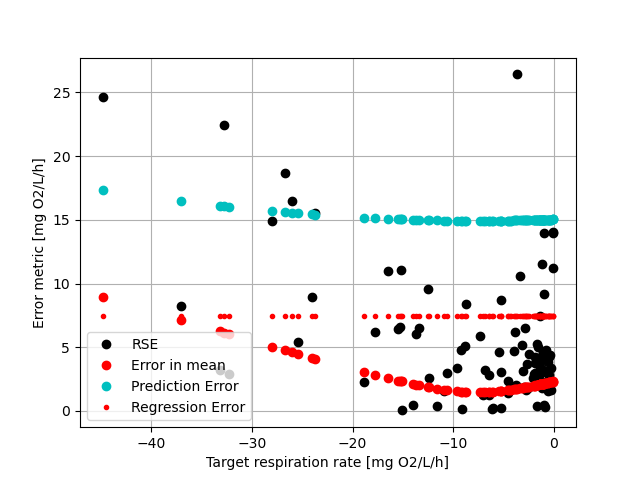 25
20
15
10
5
0
Error metric [mg O2/L/h]
RSE
Error in mean
Prediction Error
Regression Error
−40
−30
−20
−10
0
Target respiration rate [mg O2/L/h]